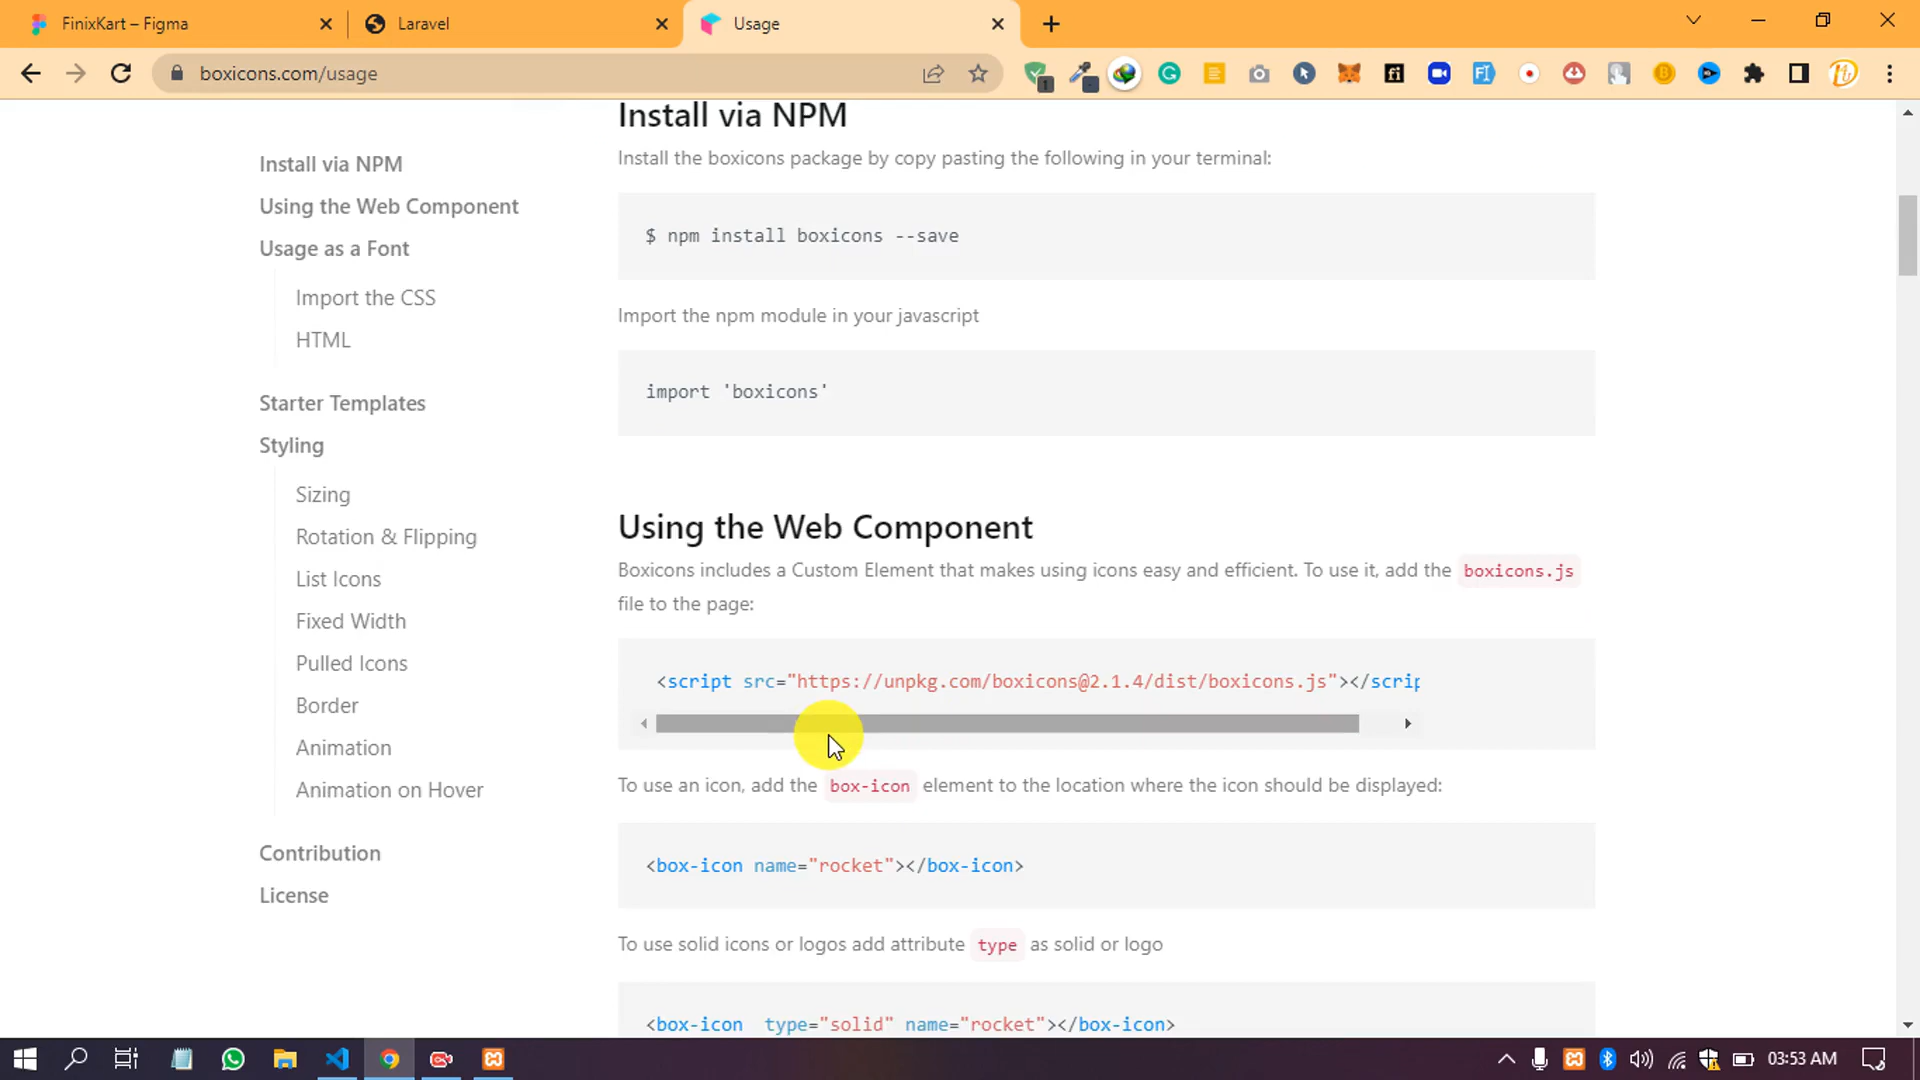 FinixKart – Figma
Laravel
Usage
boxicons.com/usage
Install via NPM
Using the Web Component
Usage as a Font
Import the CSS
HTML
Starter Templates
Styling
Sizing
Rotation & Flipping
List Icons
Fixed Width
Pulled Icons
Border
Animation
Animation on Hover
Contribution
License
Install via NPM
Install the boxicons package by copy pasting the following in your terminal:
$ npm install boxicons --save
Import the npm module in your javascript
import 'boxicons'
Using the Web Component
Boxicons includes a Custom Element that makes using icons easy and efficient. To use it, add the boxicons.js
file to the page:
<script src="https://unpkg.com/boxicons@2.1.4/dist/boxicons.js"></scrip
To use an icon, add the box-icon element to the location where the icon should be displayed:
<box-icon name="rocket"></box-icon>
To use solid icons or logos add attribute type as solid or logo
<box-icon  type="solid" name="rocket"></box-icon>
03:53 AM